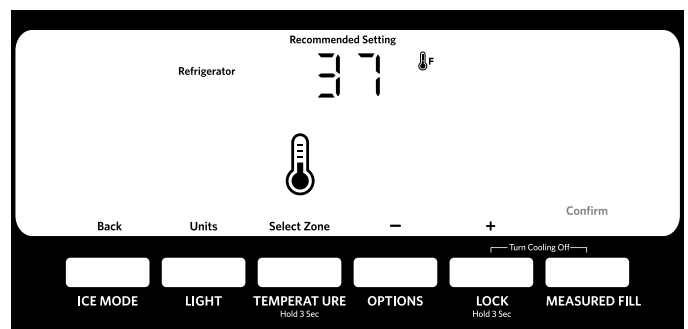 Recommended Setting
Refrigerator 37 F
Back Units Select Zone − + Confirm
Turn Cooling Off
ICE MODE LIGHT TEMPERAT URE OPTIONS LOCK MEASURED FILL
Hold 3 Sec Hold 3 Sec